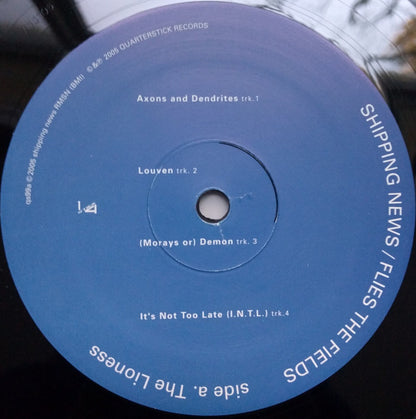 Axons and Dendrites trk.1
Louven trk. 2
(Morays or) Demon trk. 3
It's Not Too Late (I.N.T.L.) trk.4
SHIPPING NEWS / FLIES THE FIELDS
side a. The Lioness
qs99a © 2005 shipping news RMSN (BMI) © & ℗ 2005 QUARTERSTICK RECORDS